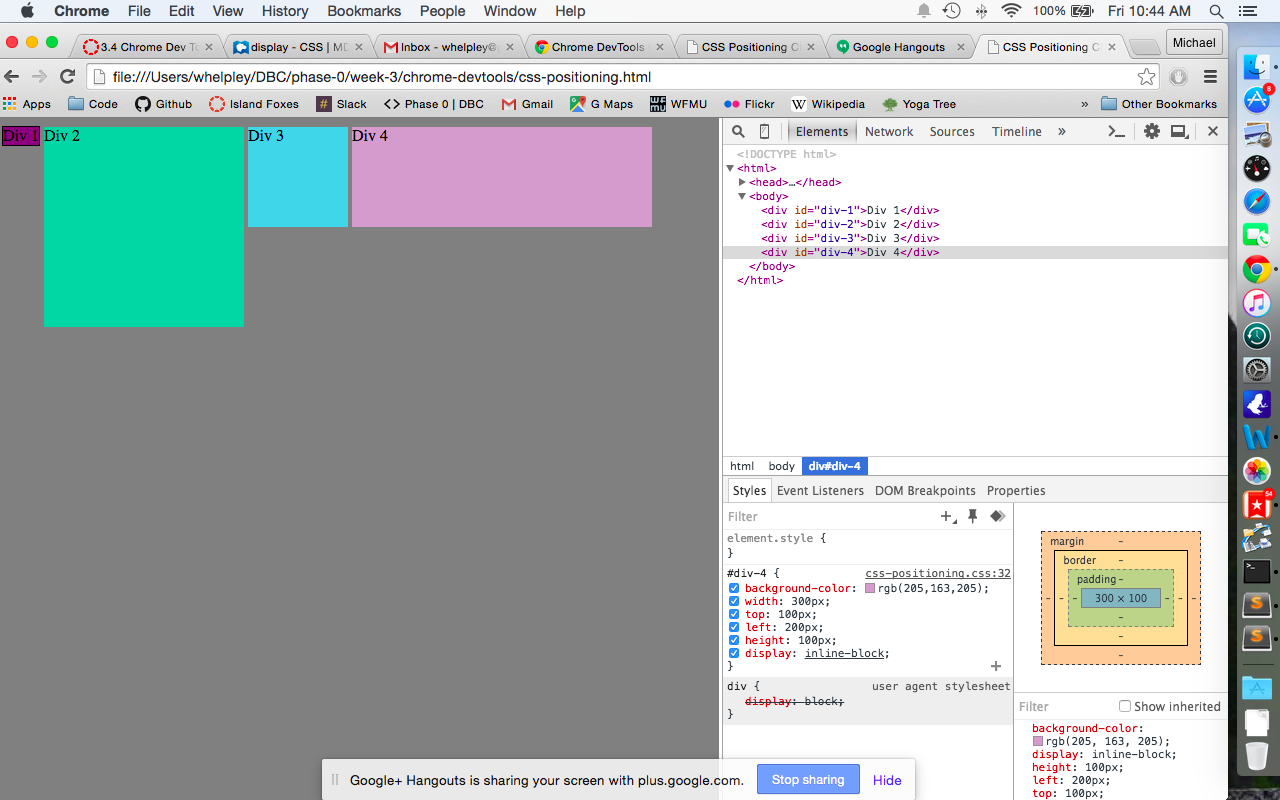 Chrome File Edit View History Bookmarks People Window Help 100% Fri 10:44 AM
3.4 Chrome Dev T display - CSS | MD Inbox - whelpley@ Chrome DevTools CSS Positioning C Google Hangouts CSS Positioning C Michael
file:///Users/whelpley/DBC/phase-0/week-3/chrome-devtools/css-positioning.html
Apps Code Github Island Foxes # Slack <> Phase 0 | DBC Gmail G Maps WFMU Flickr W Wikipedia Yoga Tree » Other Bookmarks
Div 1 Div 2 Div 3 Div 4
Elements Network Sources Timeline »
<!DOCTYPE html>
<html>
<head>…</head>
<body>
<div id="div-1">Div 1</div>
<div id="div-2">Div 2</div>
<div id="div-3">Div 3</div>
<div id="div-4">Div 4</div>
</body>
</html>
html body div#div-4
Styles Event Listeners DOM Breakpoints Properties
Filter
element.style {
}
#div-4 { css-positioning.css:32
background-color: rgb(205,163,205);
width: 300px;
top: 100px;
left: 200px;
height: 100px;
display: inline-block;
}
div { user agent stylesheet
display: block;
}
margin -
border -
padding -
- - - 300 × 100 - - -
-
-
-
Filter Show inherited
background-color:
rgb(205, 163, 205);
display: inline-block;
height: 100px;
left: 200px;
top: 100px;
8
54
Google+ Hangouts is sharing your screen with plus.google.com. Stop sharing Hide